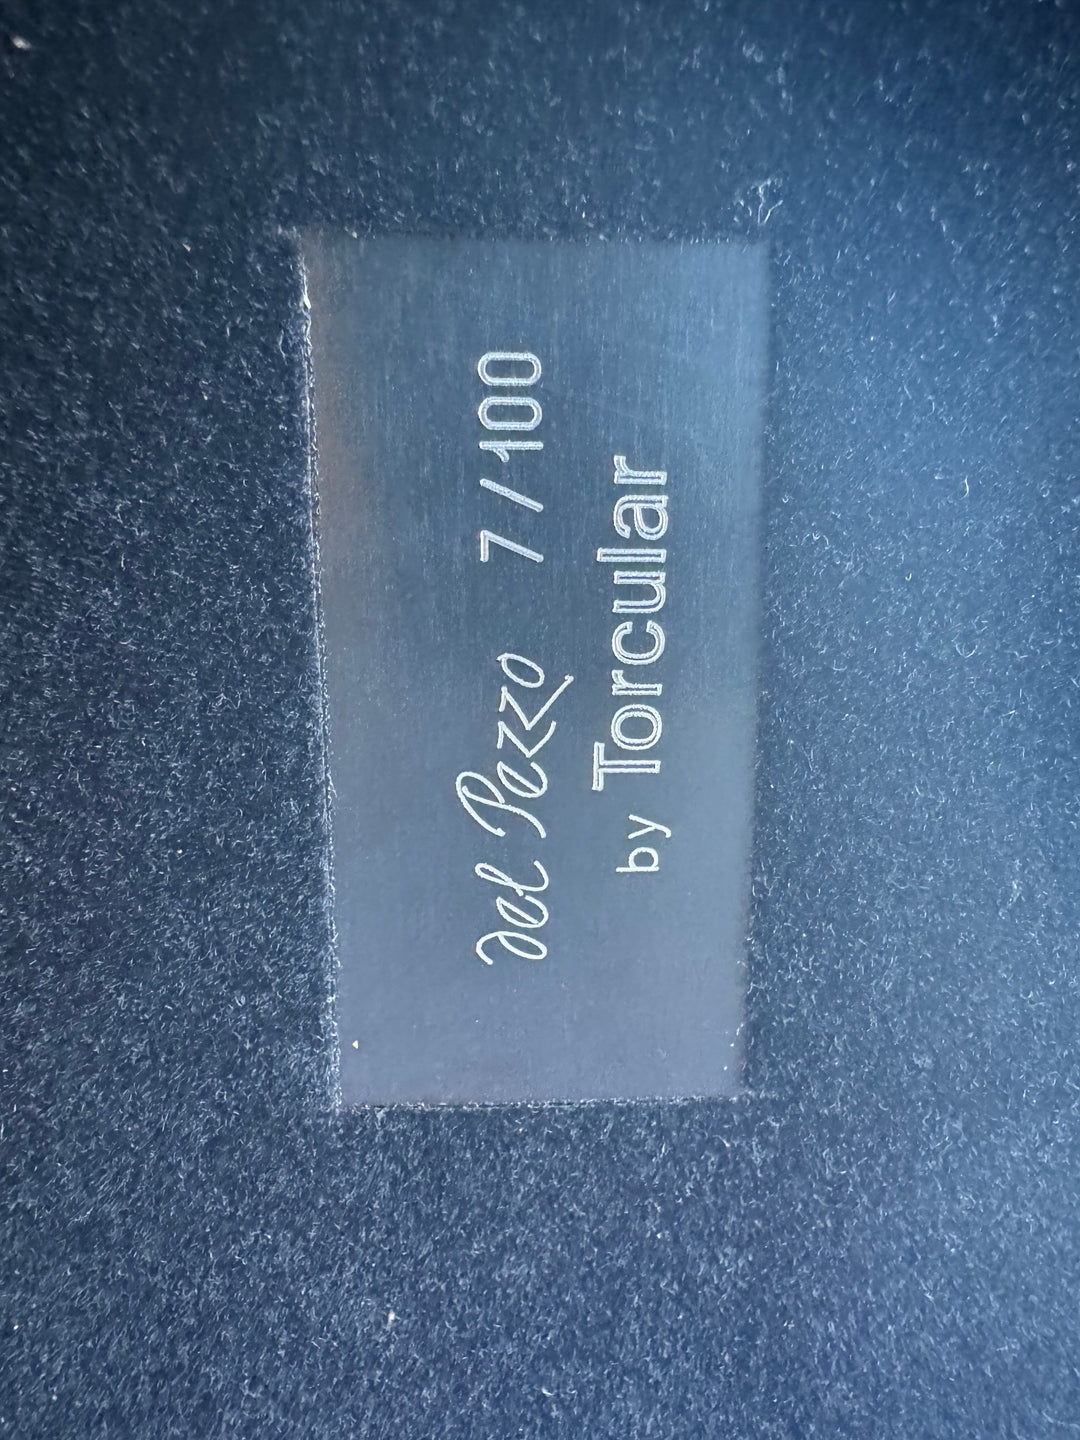 del Pezzo 7/100
by Torcular